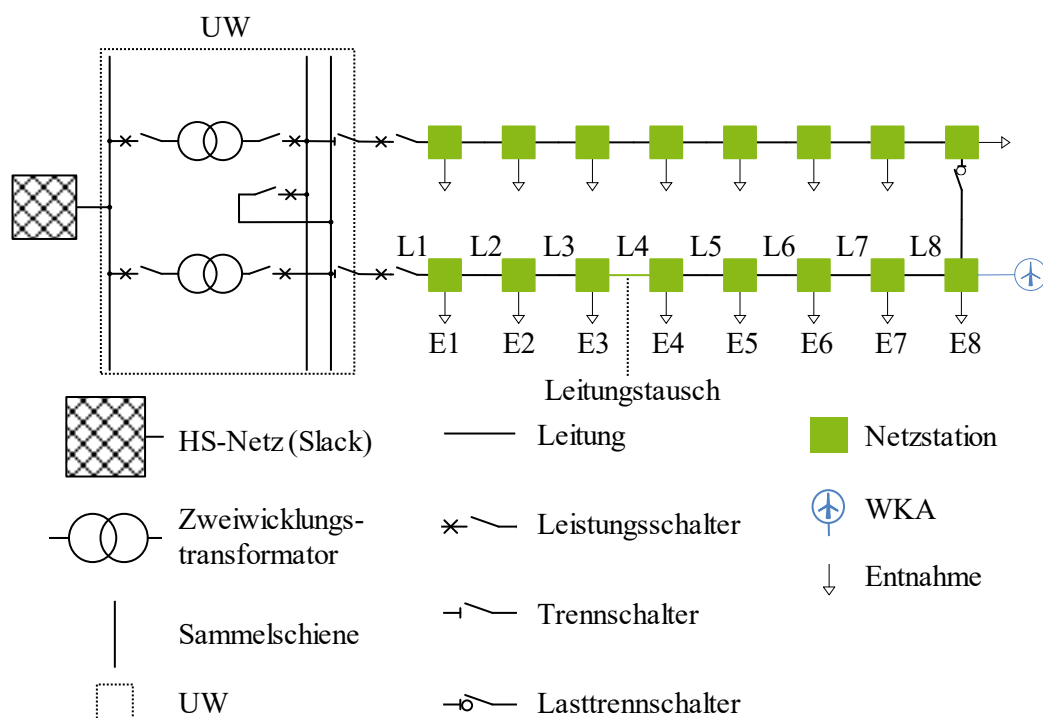 UW
L1 L2 L3 L4 L5 L6 L7 L8
E1 E2 E3 E4 E5 E6 E7 E8
Leitungstausch
HS-Netz (Slack)
Leitung
Netzstation
Zweiwicklungs-
transformator
Leistungsschalter
WKA
Entnahme
Sammelschiene
Trennschalter
UW
Lasttrennschalter